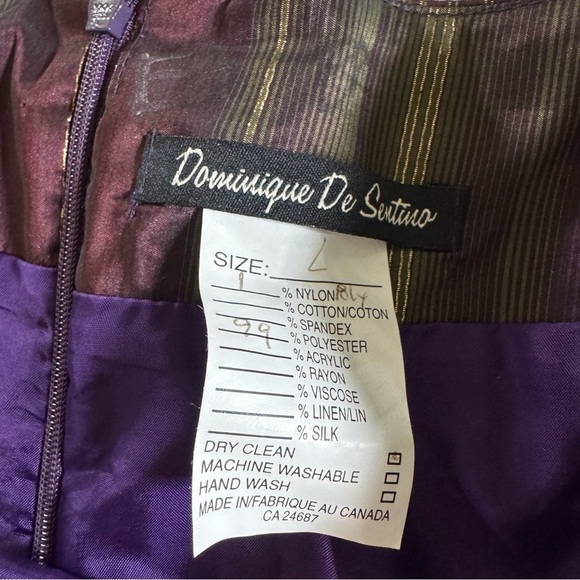 Dominique De Sentino
SIZE: L
1 % NYLON/Poly
% COTTON/COTON
% SPANDEX
99 % POLYESTER
% ACRYLIC
% RAYON
% VISCOSE
% LINEN/LIN
% SILK
DRY CLEAN
MACHINE WASHABLE
HAND WASH
MADE IN/FABRIQUE AU CANADA
CA 24687